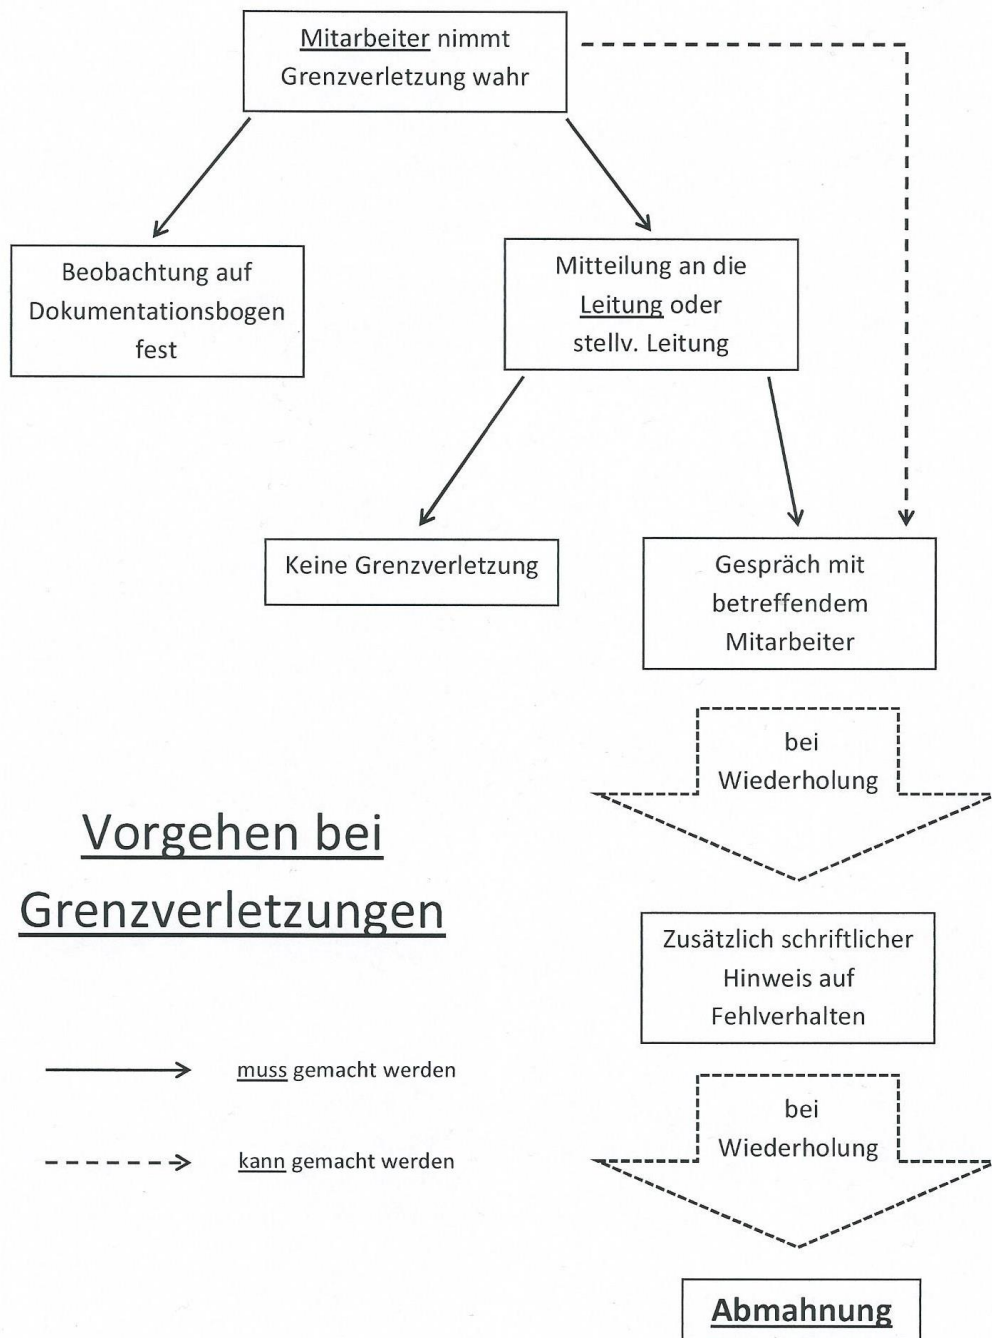 Mitarbeiter nimmt
Grenzverletzung wahr
Beobachtung auf
Dokumentationsbogen
fest
Mitteilung an die
Leitung oder
stellv. Leitung
Keine Grenzverletzung
Gespräch mit
betreffendem
Mitarbeiter
bei
Wiederholung
Vorgehen bei
Grenzverletzungen
Zusätzlich schriftlicher
Hinweis auf
Fehlverhalten
muss gemacht werden
kann gemacht werden
bei
Wiederholung
Abmahnung